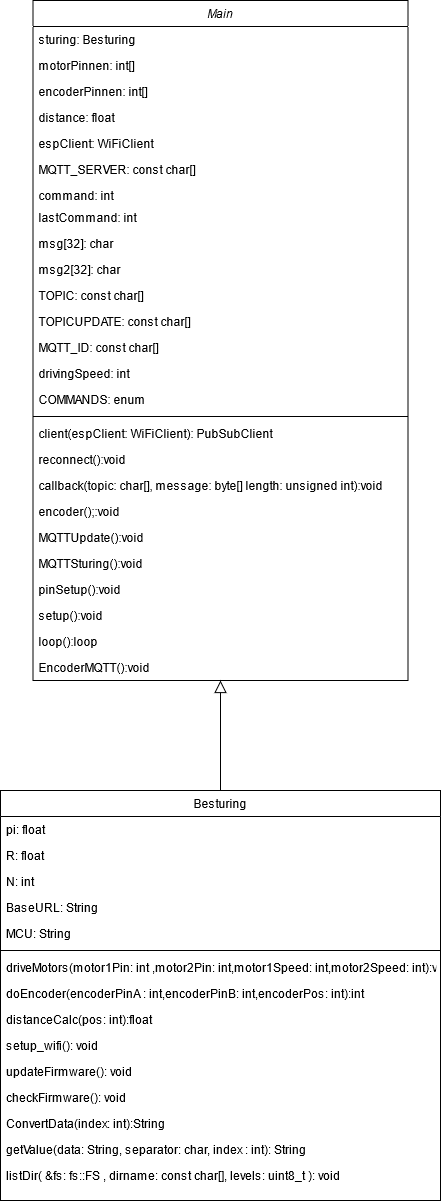 Main
sturing: Besturing
motorPinnen: int[]
encoderPinnen: int[]
distance: float
espClient: WiFiClient
MQTT_SERVER: const char[]
command: int
lastCommand: int
msg[32]: char
msg2[32]: char
TOPIC: const char[]
TOPICUPDATE: const char[]
MQTT_ID: const char[]
drivingSpeed: int
COMMANDS: enum
client(espClient: WiFiClient): PubSubClient
reconnect():void
callback(topic: char[], message: byte[] length: unsigned int):void
encoder();:void
MQTTUpdate():void
MQTTSturing():void
pinSetup():void
setup():void
loop():loop
EncoderMQTT():void
Besturing
pi: float
R: float
N: int
BaseURL: String
MCU: String
driveMotors(motor1Pin: int ,motor2Pin: int,motor1Speed: int,motor2Speed: int):v
doEncoder(encoderPinA : int,encoderPinB: int,encoderPos: int):int
distanceCalc(pos: int):float
setup_wifi(): void
updateFirmware(): void
checkFirmware(): void
ConvertData(index: int):String
getValue(data: String, separator: char, index : int): String
listDir( &fs: fs::FS , dirname: const char[], levels: uint8_t ): void